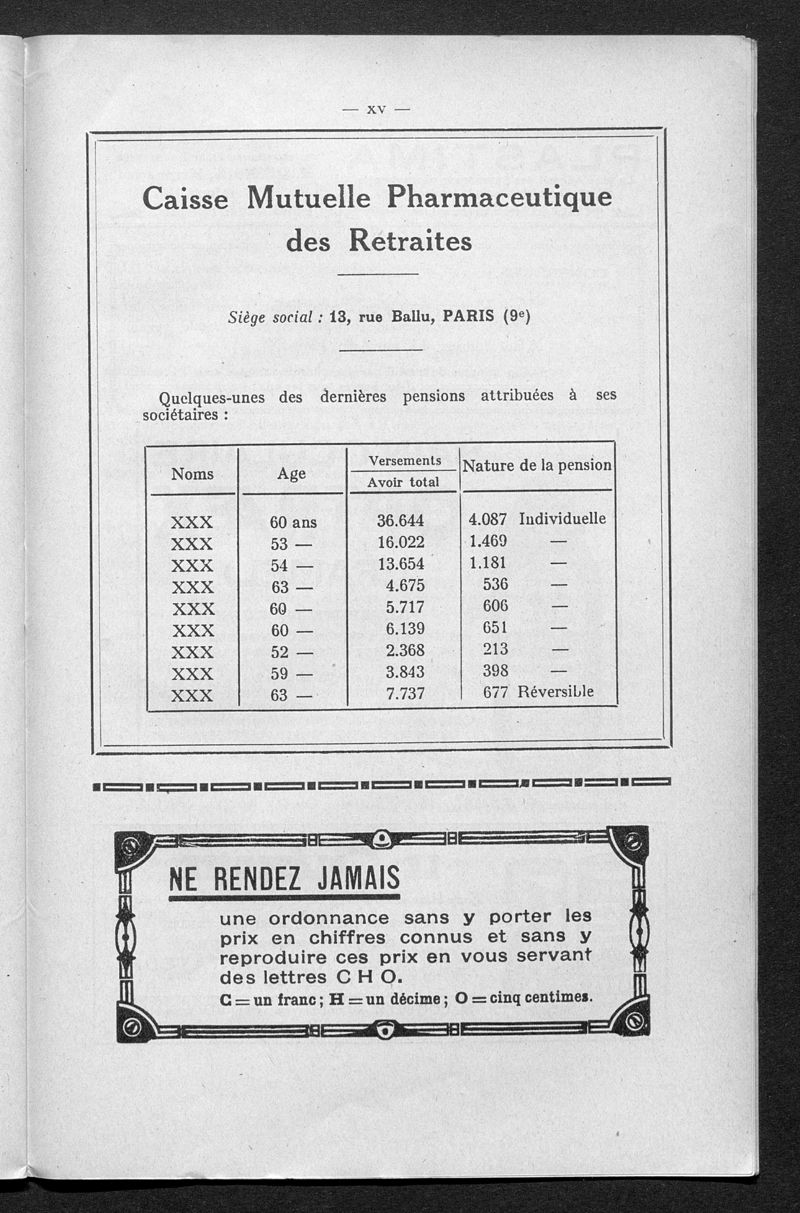 — XV —
Caisse Mutuelle Pharmaceutique
des Retraites
Siège social : 13, rue Ballu, PARIS (9e)
Quelques-unes des dernières pensions attribuées à ses
sociétaires :
Noms Age Versements Nature de la pension
Avoir total
XXX 60 ans 36.644 4.087 Individuelle
XXX 53 — 16.022 1.469 —
XXX 54 — 13.654 1.181 —
XXX 63 — 4.675 536 —
XXX 60 — 5.717 606 —
XXX 60 — 6.139 651 —
XXX 52 — 2.368 213 —
XXX 59 — 3.843 398 —
XXX 63 — 7.737 677 Réversible
NE RENDEZ JAMAIS
une ordonnance sans y porter les
prix en chiffres connus et sans y
reproduire ces prix en vous servant
des lettres C H O.
C = un franc ; H = un décime ; O = cinq centimes.